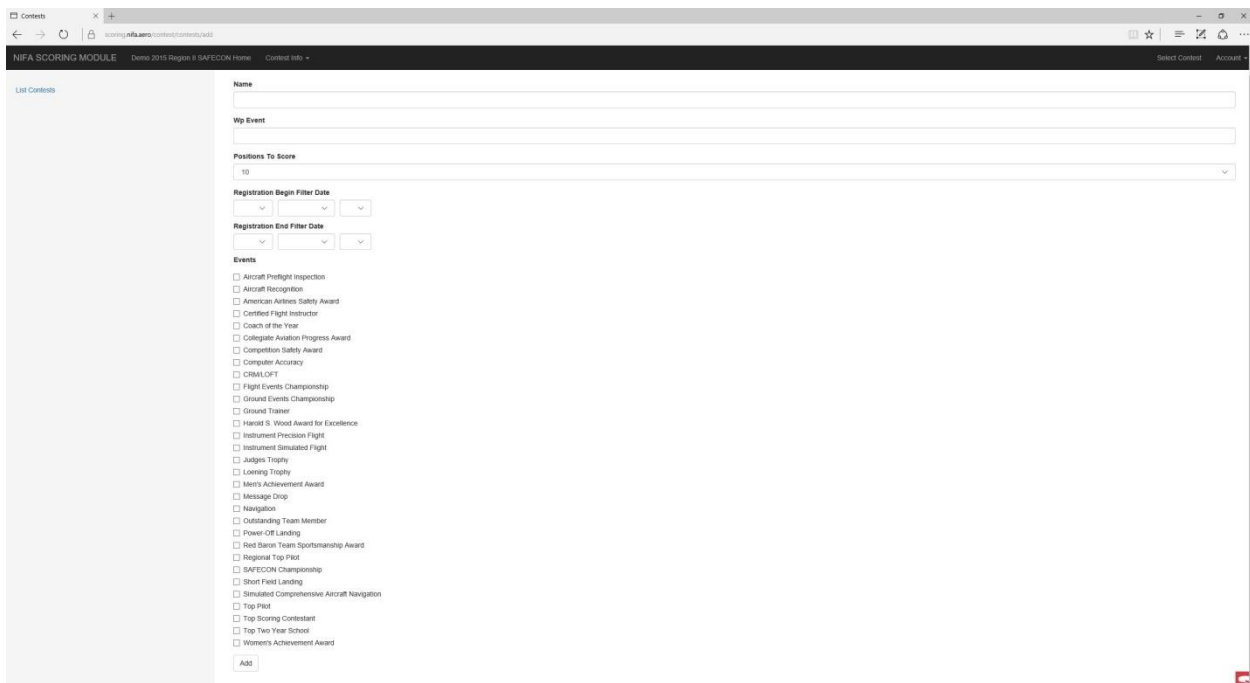 Contests
scoring.nifa.aero/contest/contests/add
NIFA SCORING MODULE Demo 2015 Region II SAFECON Home Contest Info Select Contest Account
List Contests
Name
Wp Event
Positions To Score
10
Registration Begin Filter Date
Registration End Filter Date
Events
Aircraft Preflight Inspection
Aircraft Recognition
American Airlines Safety Award
Certified Flight Instructor
Coach of the Year
Collegiate Aviation Progress Award
Competition Safety Award
Computer Accuracy
CRM/LOFT
Flight Events Championship
Ground Events Championship
Ground Trainer
Harold S. Wood Award for Excellence
Instrument Precision Flight
Instrument Simulated Flight
Judges Trophy
Loening Trophy
Men's Achievement Award
Message Drop
Navigation
Outstanding Team Member
Power-Off Landing
Red Baron Team Sportsmanship Award
Regional Top Pilot
SAFECON Championship
Short Field Landing
Simulated Comprehensive Aircraft Navigation
Top Pilot
Top Scoring Contestant
Top Two Year School
Women's Achievement Award
Add